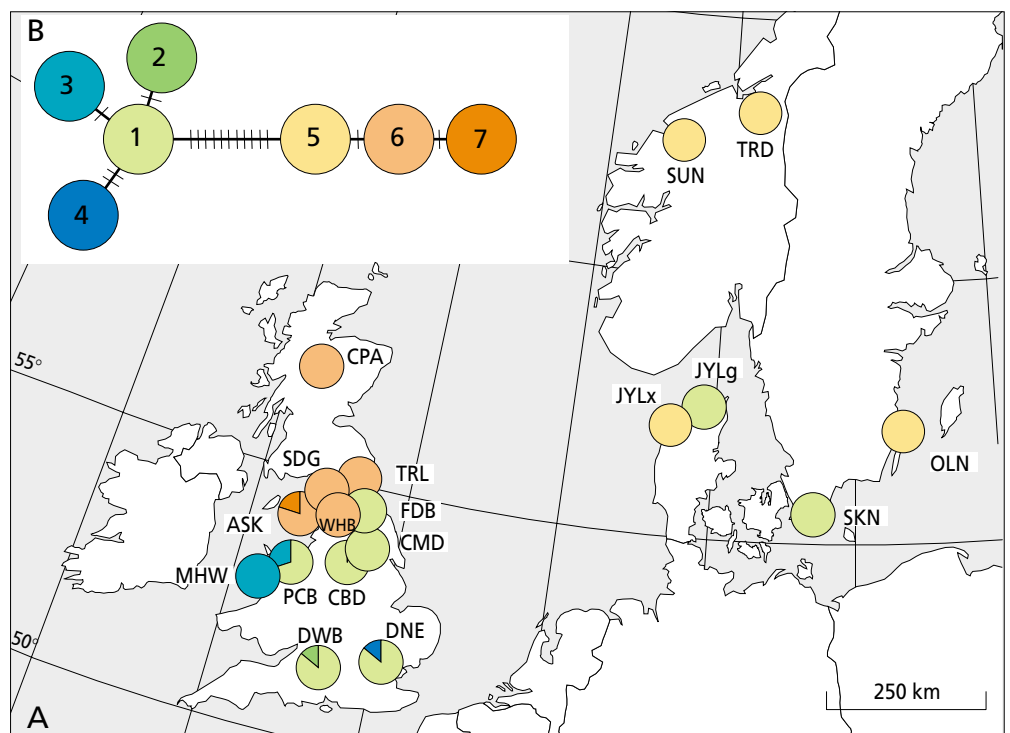 B
2
3
1
5
6
7
4
TRD
SUN
55°
CPA
JYLg
JYLx
SDG
TRL
OLN
FDB
ASK
WHB
SKN
CMD
MHW
PCB
CBD
50°
DWB
DNE
250 km
A